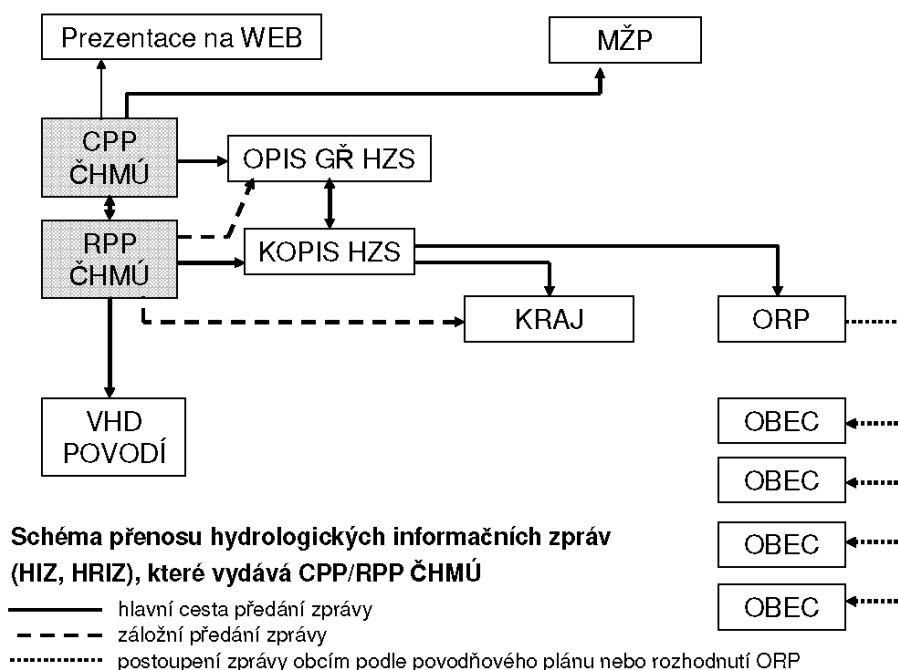 Prezentace na WEB
MŽP
CPP
ČHMÚ
OPIS GŘ HZS
RPP
ČHMÚ
KOPIS HZS
KRAJ
ORP
VHD
POVODÍ
OBEC
OBEC
OBEC
OBEC
Schéma přenosu hydrologických informačních zpráv
(HIZ, HRIZ), které vydává CPP/RPP ČHMÚ
hlavní cesta předání zprávy
záložní předání zprávy
postoupení zprávy obcím podle povodňového plánu nebo rozhodnutí ORP